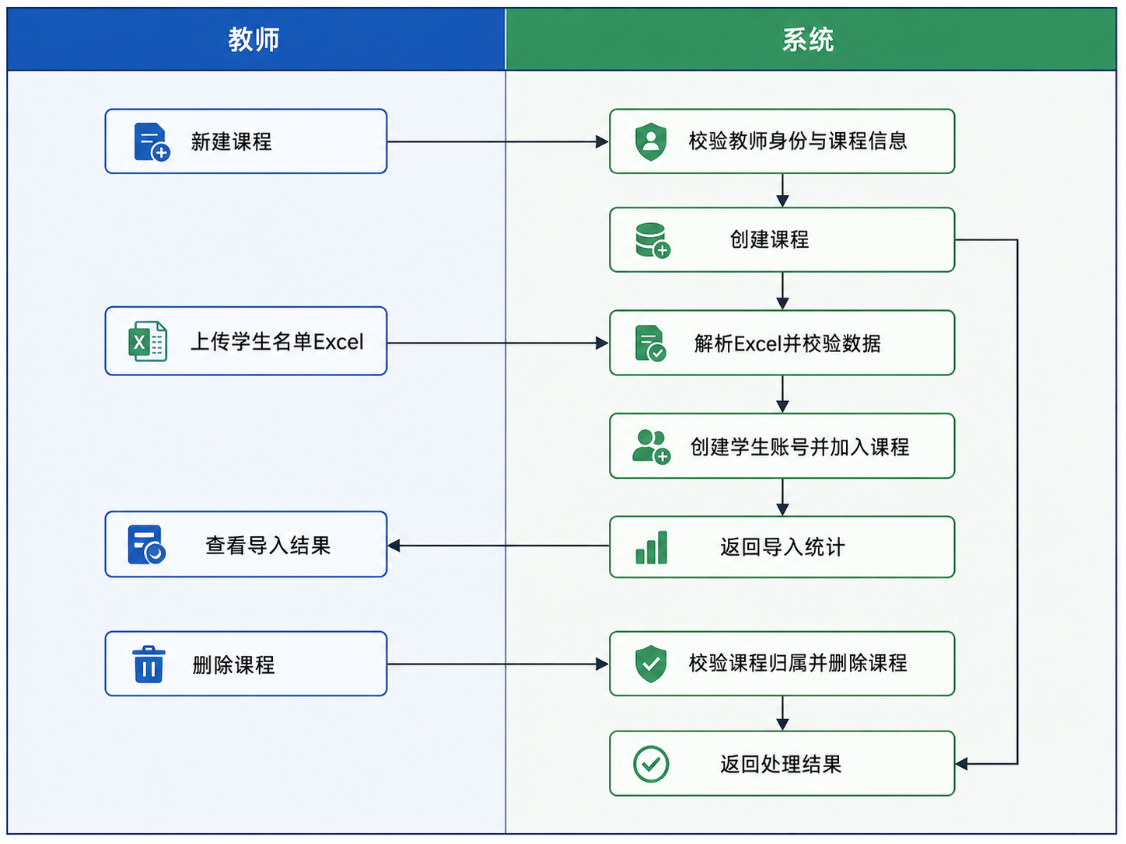 教师
系统
新建课程
校验教师身份与课程信息
创建课程
上传学生名单Excel
解析Excel并校验数据
创建学生账号并加入课程
查看导入结果
返回导入统计
删除课程
校验课程归属并删除课程
返回处理结果